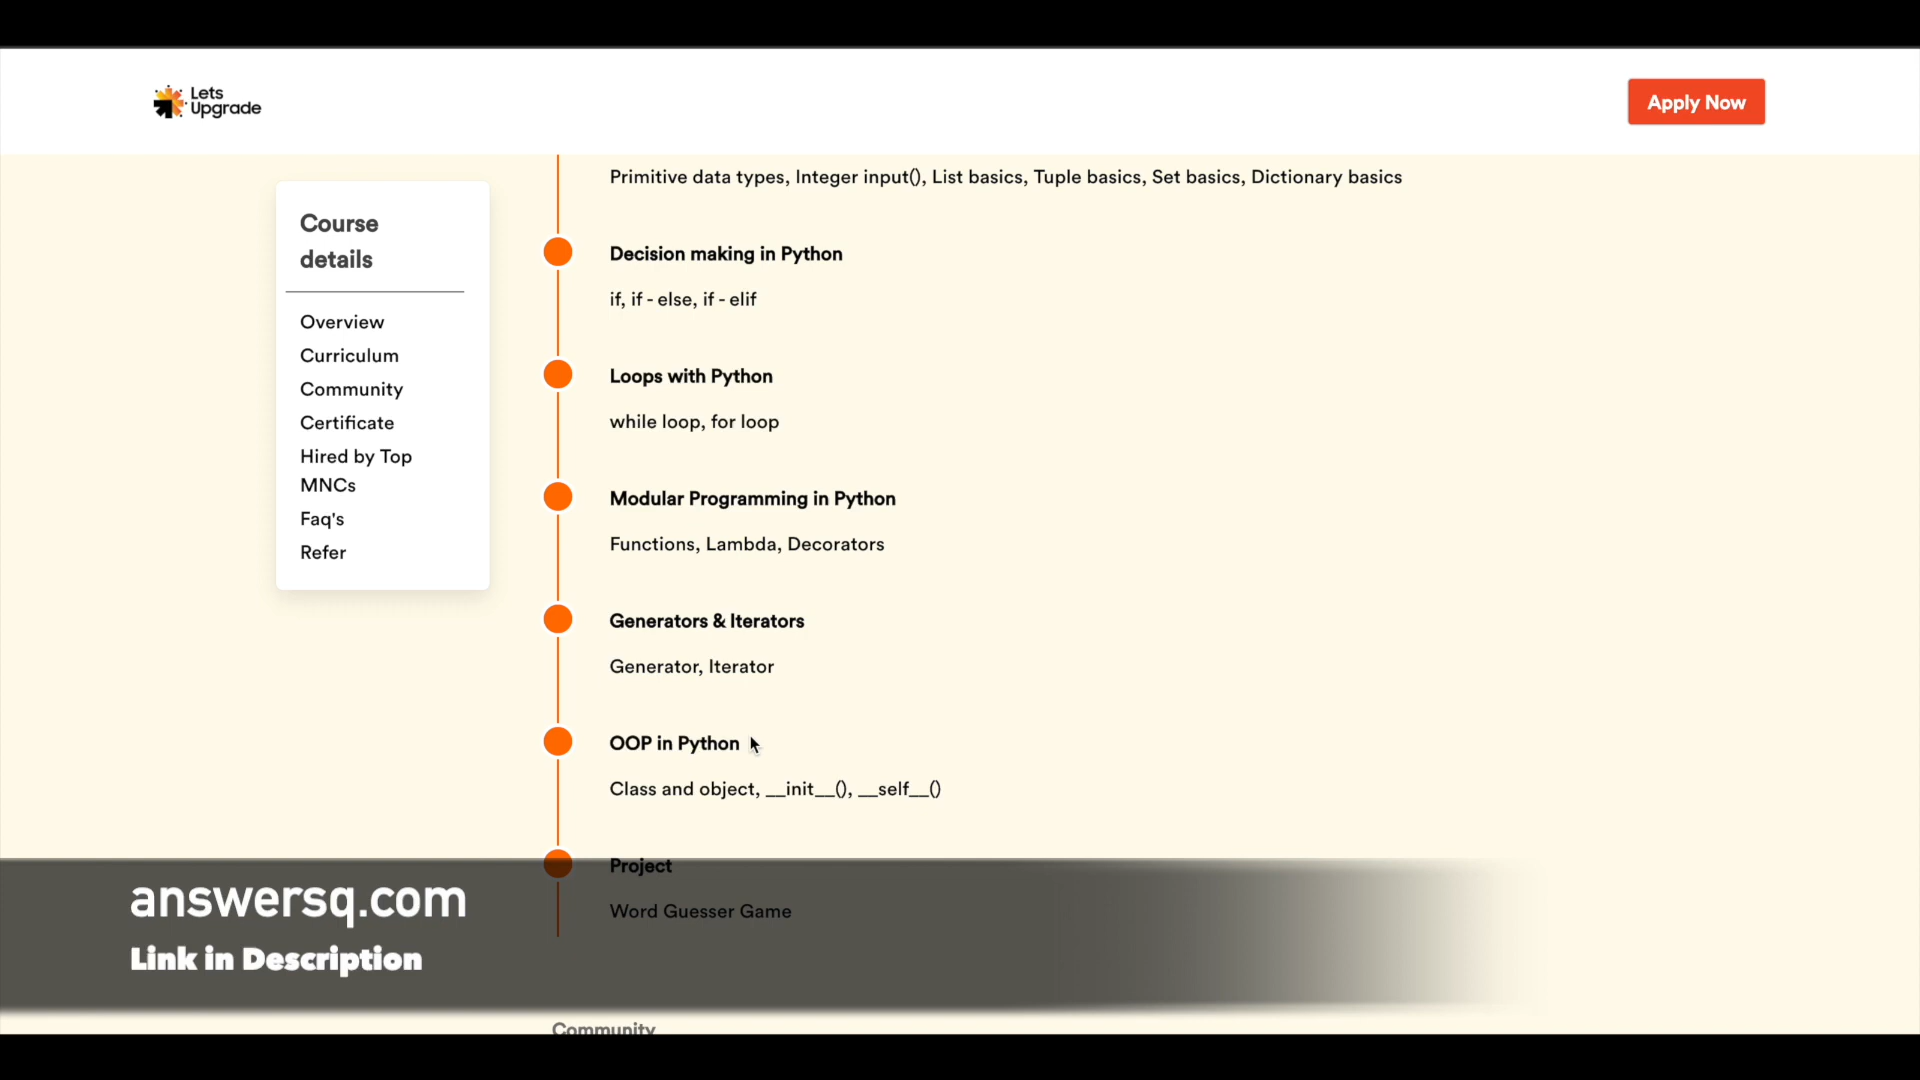 Lets
Upgrade
Apply Now
Course
details
Overview
Curriculum
Community
Certificate
Hired by Top
MNCs
Faq's
Refer
Primitive data types, Integer input(), List basics, Tuple basics, Set basics, Dictionary basics
Decision making in Python
if, if - else, if - elif
Loops with Python
while loop, for loop
Modular Programming in Python
Functions, Lambda, Decorators
Generators & Iterators
Generator, Iterator
OOP in Python
Class and object, __init__(), __self__()
Project
Word Guesser Game
answersq.com
Link in Description
Community